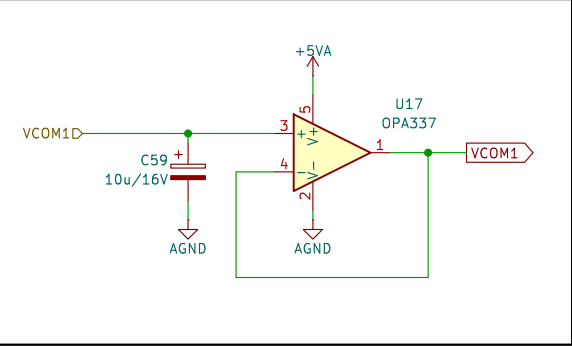 +5VA
5
U17
OPA337
VCOM1
3
+
V+
1
VCOM1
C59
+
10u/16V
4
-
V-
2
AGND
AGND